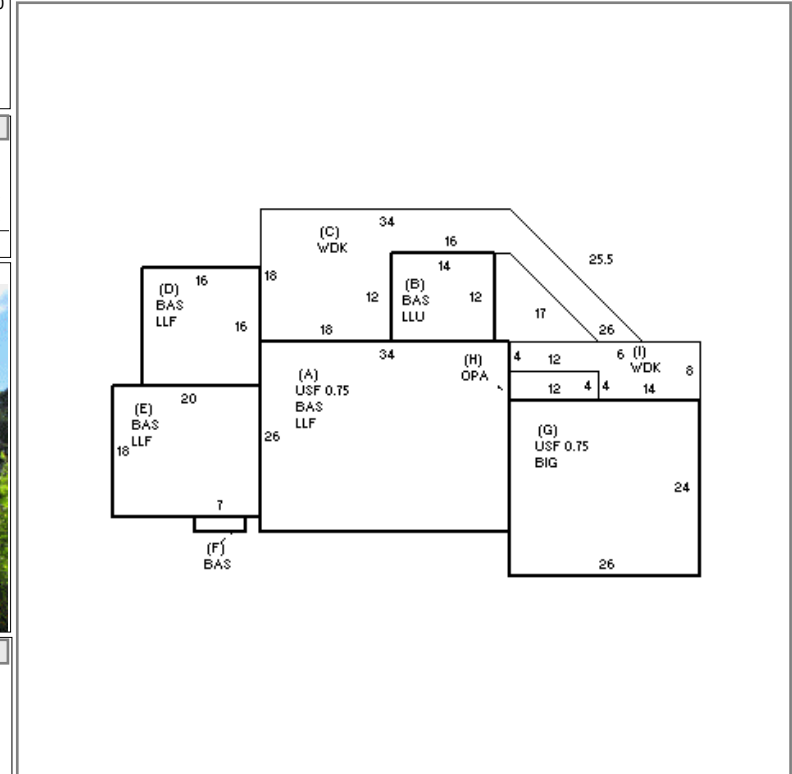 34
(C)
WDK
16
25.5
16
(D)
BAS
LLF
18
14
(B)
BAS
LLU
12
12
16
17
18
26
34
(H)
OPA
4
12
6
(I)
WDK
8
(A)
USF 0.75
BAS
LLF
12
4
4
14
20
(E)
BAS
LLF
18
26
(G)
USF 0.75
BIG
24
7
(F)
BAS
26